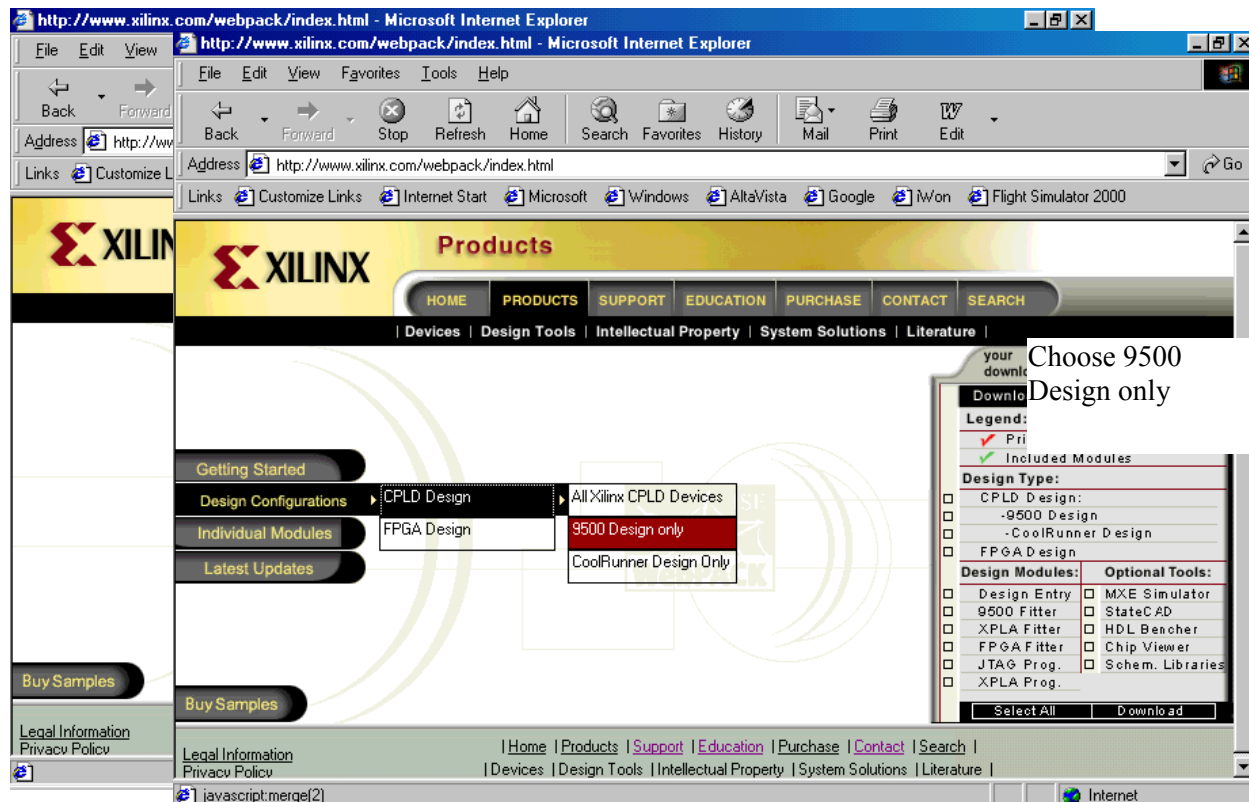 http://www.xilinx.com/webpack/index.html - Microsoft Internet Explorer
File Edit View
Back Forward
Address
Links Customize L
XILIN
Buy Samples
Legal Information
Privacy Policy
http://www.xilinx.com/webpack/index.html - Microsoft Internet Explorer
File Edit View Favorites Tools Help
Back Forward Stop Refresh Home Search Favorites History Mail Print Edit
Address http://www.xilinx.com/webpack/index.html Go
Links Customize Links Internet Start Microsoft Windows AltaVista Google iWon Flight Simulator 2000
XILINX
Products
HOME PRODUCTS SUPPORT EDUCATION PURCHASE CONTACT SEARCH
| Devices | Design Tools | Intellectual Property | System Solutions | Literature |
Choose 9500
Design only
your
Legend:
Included Modules
Design Type:
CPLD Design:
-9500 Design
-CoolRunner Design
FPGA Design
Design Modules: Optional Tools:
Design Entry MXE Simulator
9500 Fitter StateCAD
XPLA Fitter HDL Bencher
FPGA Fitter Chip Viewer
JTAG Prog. Schem. Libraries
XPLA Prog.
Select All Download
Getting Started
Design Configurations
Individual Modules
Latest Updates
CPLD Design
FPGA Design
All Xilinx CPLD Devices
9500 Design only
CoolRunner Design Only
WebPACK
Buy Samples
Legal Information
Privacy Policy
| Home | Products | Support | Education | Purchase | Contact | Search |
| Devices | Design Tools | Intellectual Property | System Solutions | Literature |
javascript:merge(2) Internet